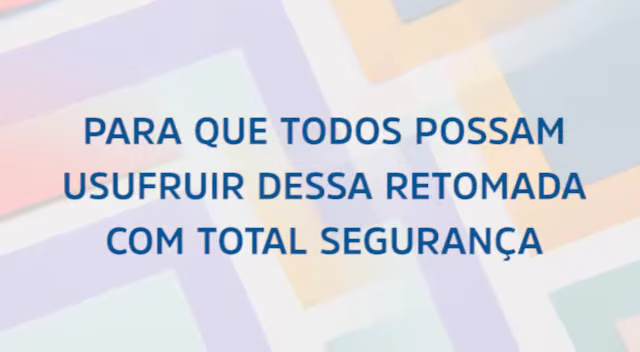 PARA QUE TODOS POSSAM
USUFRUIR DESSA RETOMADA
COM TOTAL SEGURANÇA